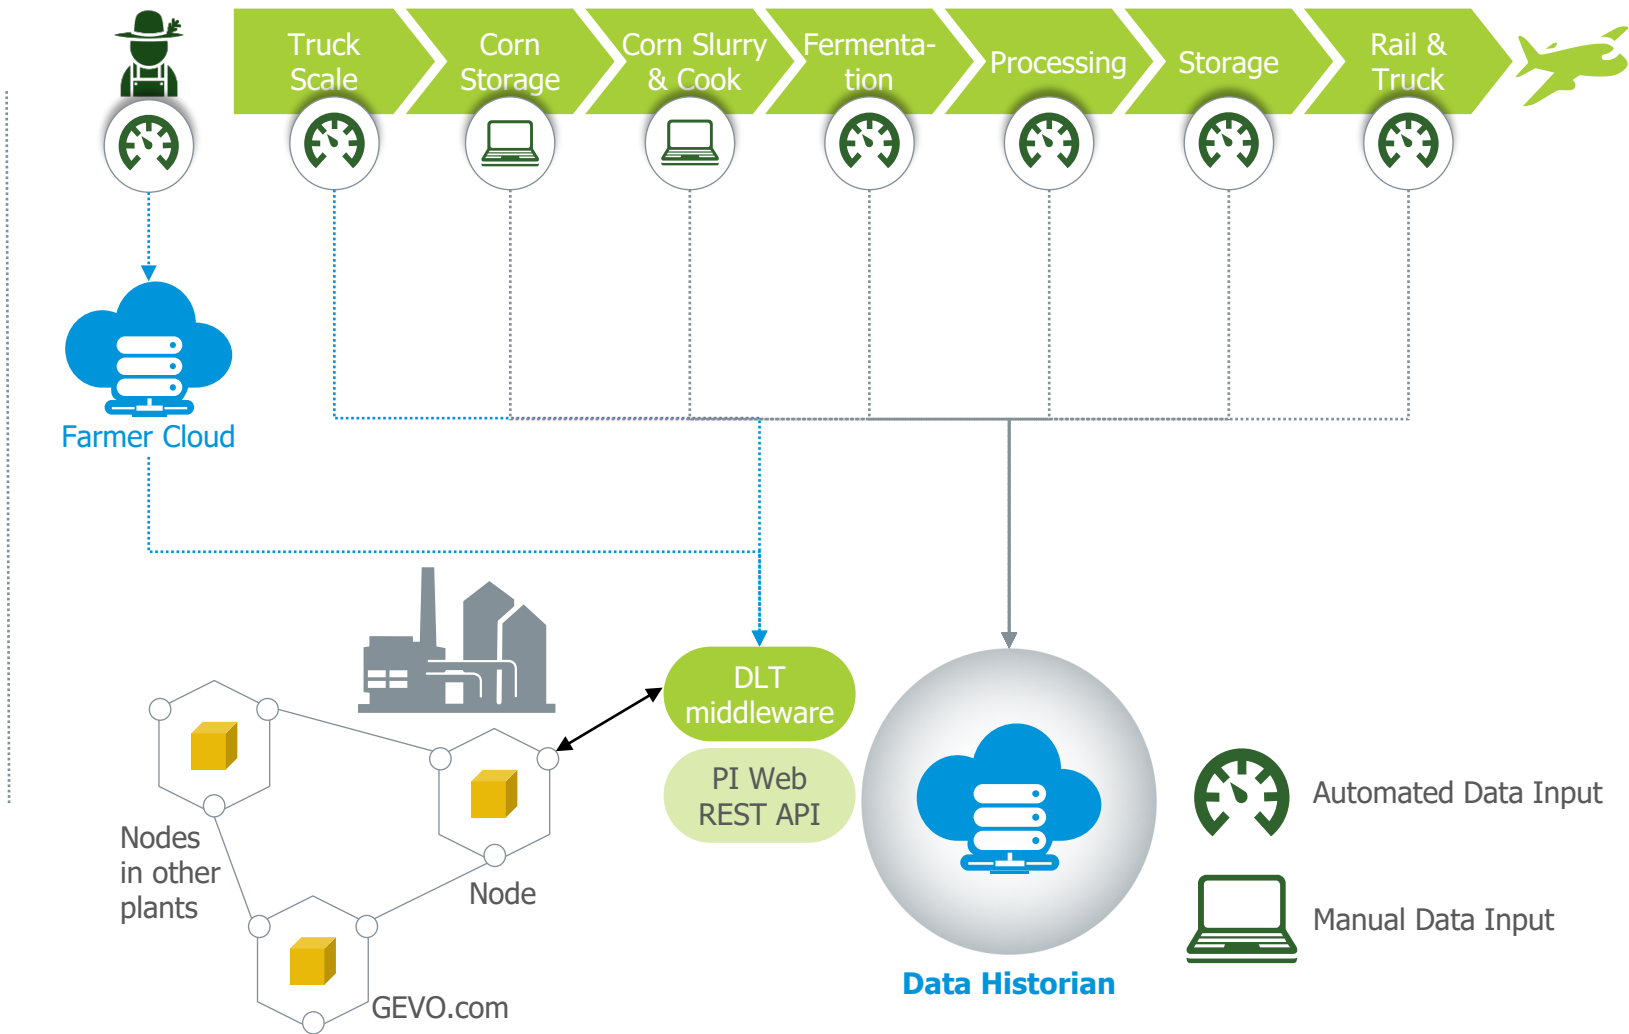 Truck
Scale
Corn
Storage
Corn Slurry
& Cook
Fermenta-
tion
Processing
Storage
Rail &
Truck
Farmer Cloud
DLT
middleware
PI Web
REST API
Nodes
in other
plants
Node
GEVO.com
Data Historian
Automated Data Input
Manual Data Input